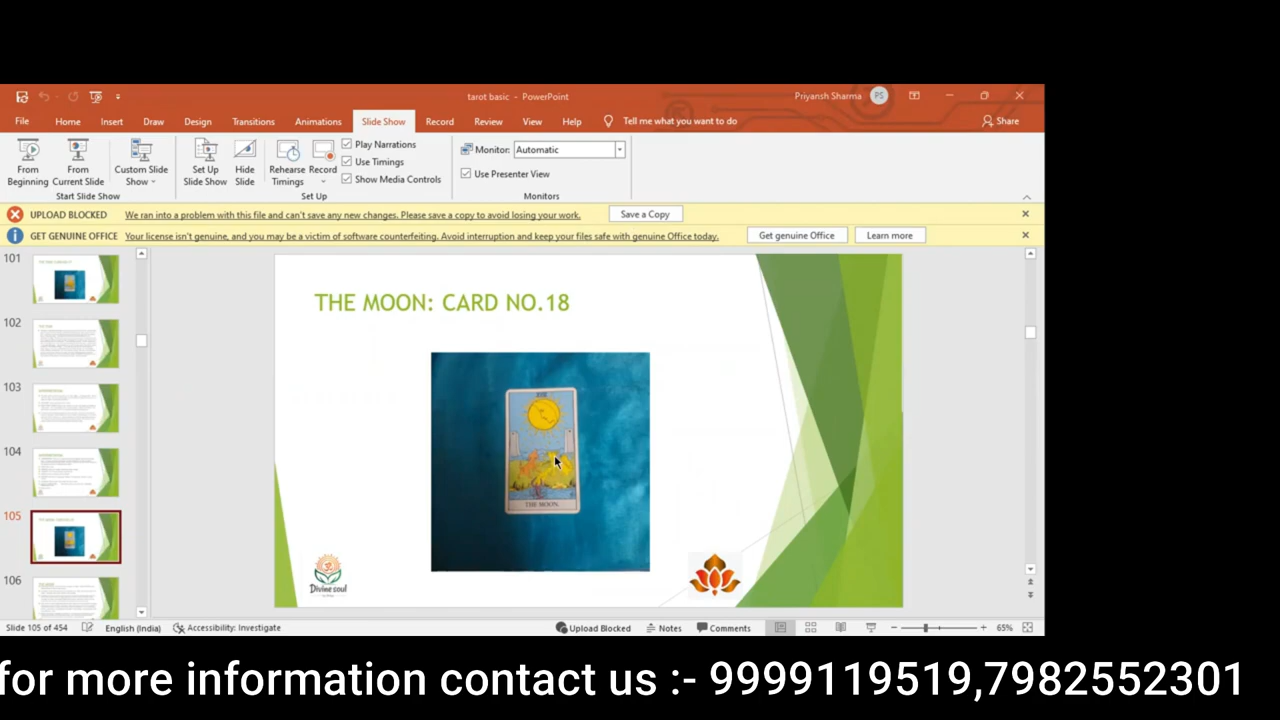 tarot basic - PowerPoint
Priyansh Sharma
PS
File
Home
Insert
Draw
Design
Transitions
Animations
Slide Show
Record
Review
View
Help
Tell me what you want to do
Share
From Beginning
From Current Slide
Custom Slide Show
Start Slide Show
Set Up Slide Show
Hide Slide
Rehearse Timings
Record
Play Narrations
Use Timings
Show Media Controls
Set Up
Monitor:
Automatic
Use Presenter View
Monitors
UPLOAD BLOCKED We ran into a problem with this file and can't save any new changes. Please save a copy to avoid losing your work. Save a Copy
GET GENUINE OFFICE Your license isn't genuine, and you may be a victim of software counterfeiting. Avoid interruption and keep your files safe with genuine Office today. Get genuine Office Learn more
101
102
103
104
105
106
THE MOON: CARD NO.18
THE MOON.
Divine soul
Slide 105 of 454
English (India)
Accessibility: Investigate
Upload Blocked
Notes
Comments
65%
for more information contact us :- 9999119519,7982552301